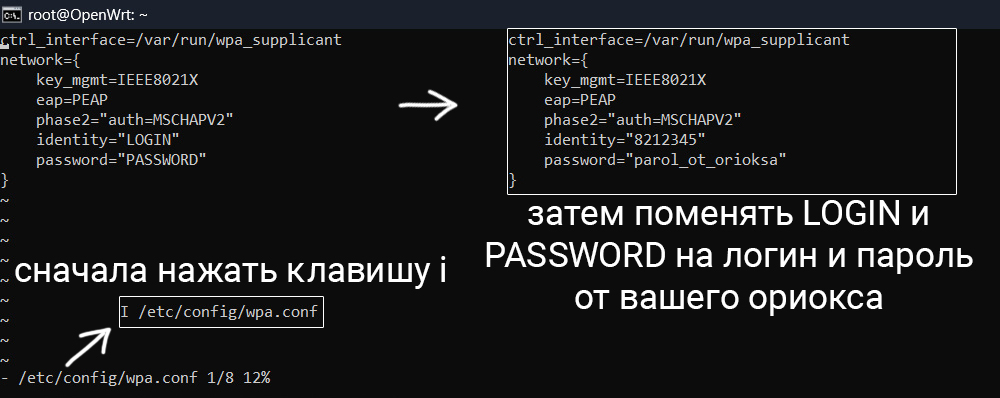 root@OpenWrt: ~
ctrl_interface=/var/run/wpa_supplicant
network={
    key_mgmt=IEEE8021X
    eap=PEAP
    phase2="auth=MSCHAPV2"
    identity="LOGIN"
    password="PASSWORD"
}
~
~
~
~
~
~
~
~
~
сначала нажать клавишу i
I /etc/config/wpa.conf
- /etc/config/wpa.conf 1/8 12%
ctrl_interface=/var/run/wpa_supplicant
network={
    key_mgmt=IEEE8021X
    eap=PEAP
    phase2="auth=MSCHAPV2"
    identity="8212345"
    password="parol_ot_orioksa"
}
затем поменять LOGIN и
PASSWORD на логин и пароль
от вашего ориокса